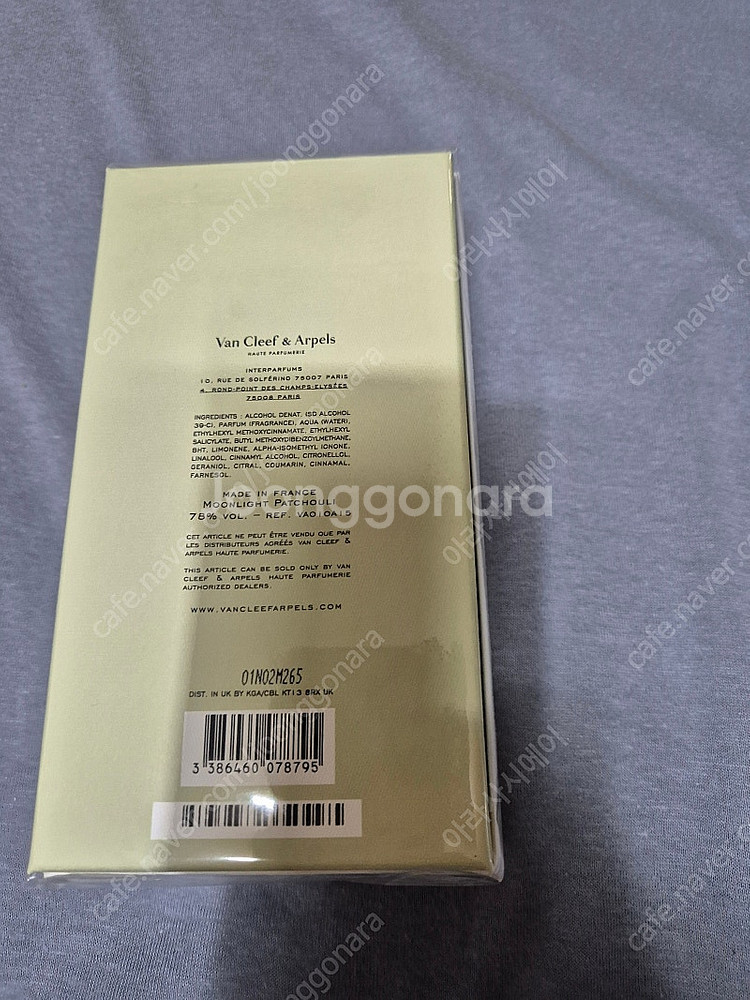 Van Cleef & Arpels
HAUTE PARFUMERIE
INTERPARFUMS
10, RUE DE SOLFÉRINO 75007 PARIS
4, ROND-POINT DES CHAMPS-ELYSÉES
75008 PARIS
INGREDIENTS : ALCOHOL DENAT. (SD ALCOHOL
39-C), PARFUM (FRAGRANCE), AQUA (WATER),
ETHYLHEXYL METHOXYCINNAMATE, ETHYLHEXYL
SALICYLATE, BUTYL METHOXYDIBENZOYLMETHANE,
BHT, LIMONENE, ALPHA-ISOMETHYL IONONE,
LINALOOL, CINNAMYL ALCOHOL, CITRONELLOL,
GERANIOL, CITRAL, COUMARIN, CINNAMAL,
FARNESOL.
MADE IN FRANCE
MOONLIGHT PATCHOULI
75% VOL. – REF. VA010A15
CET ARTICLE NE PEUT ÊTRE VENDU QUE PAR
LES DISTRIBUTEURS AGRÉÉS VAN CLEEF &
ARPELS HAUTE PARFUMERIE.
THIS ARTICLE CAN BE SOLD ONLY BY VAN
CLEEF & ARPELS HAUTE PARFUMERIE
AUTHORIZED DEALERS.
WWW.VANCLEEFARPELS.COM
01N02M265
DIST. IN UK BY KGA/CBL KT13 8RX UK
3 386460 078795
joonggonara
cafe.naver.com/joonggonara